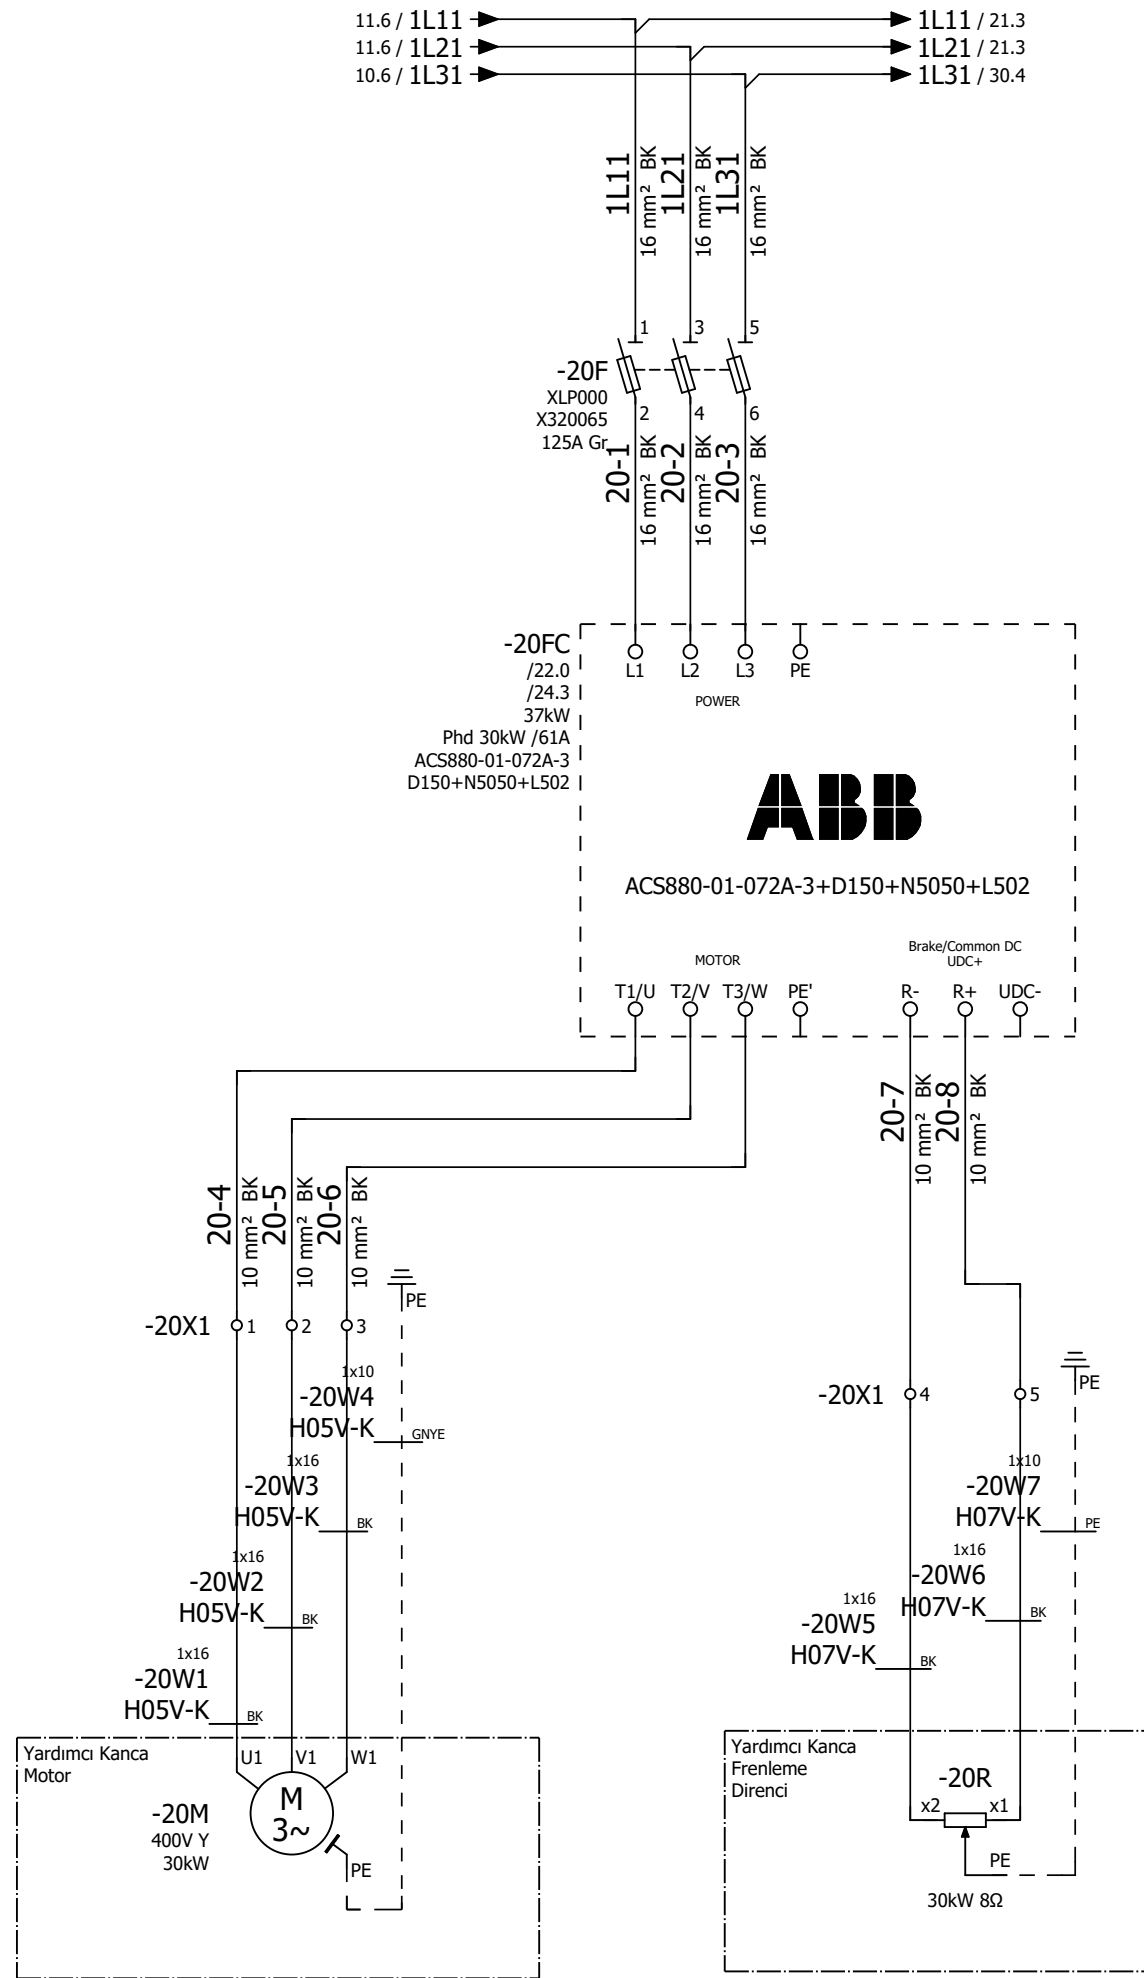 11.6 / 1L11
1L11 / 21.3
11.6 / 1L21
1L21 / 21.3
10.6 / 1L31
1L31 / 30.4
1L11
16 mm² BK
1L21
16 mm² BK
1L31
16 mm² BK
1
3
5
-20F
XLP000
X320065
125A Gr
2
4
6
20-1
16 mm² BK
20-2
16 mm² BK
20-3
16 mm² BK
-20FC
/22.0
/24.3
37kW
Phd 30kW /61A
ACS880-01-072A-3
D150+N5050+L502
L1
L2
L3
PE
POWER
ABB
ACS880-01-072A-3+D150+N5050+L502
MOTOR
Brake/Common DC
UDC+
T1/U
T2/V
T3/W
PE'
R-
R+
UDC-
20-7
10 mm² BK
20-8
10 mm² BK
20-4
10 mm² BK
20-5
10 mm² BK
20-6
10 mm² BK
PE
-20X1
1
2
3
1x10
-20W4
H05V-K
GNYE
1x16
-20W3
H05V-K
BK
1x16
-20W2
H05V-K
BK
1x16
-20W1
H05V-K
BK
PE
-20X1
4
5
1x10
-20W7
H07V-K
PE
1x16
-20W6
H07V-K
BK
1x16
-20W5
H07V-K
BK
Yardımcı Kanca
Motor
U1
V1
W1
-20M
400V Y
30kW
M
3~
PE
Yardımcı Kanca
Frenleme
Direnci
-20R
x2
x1
PE
30kW 8Ω